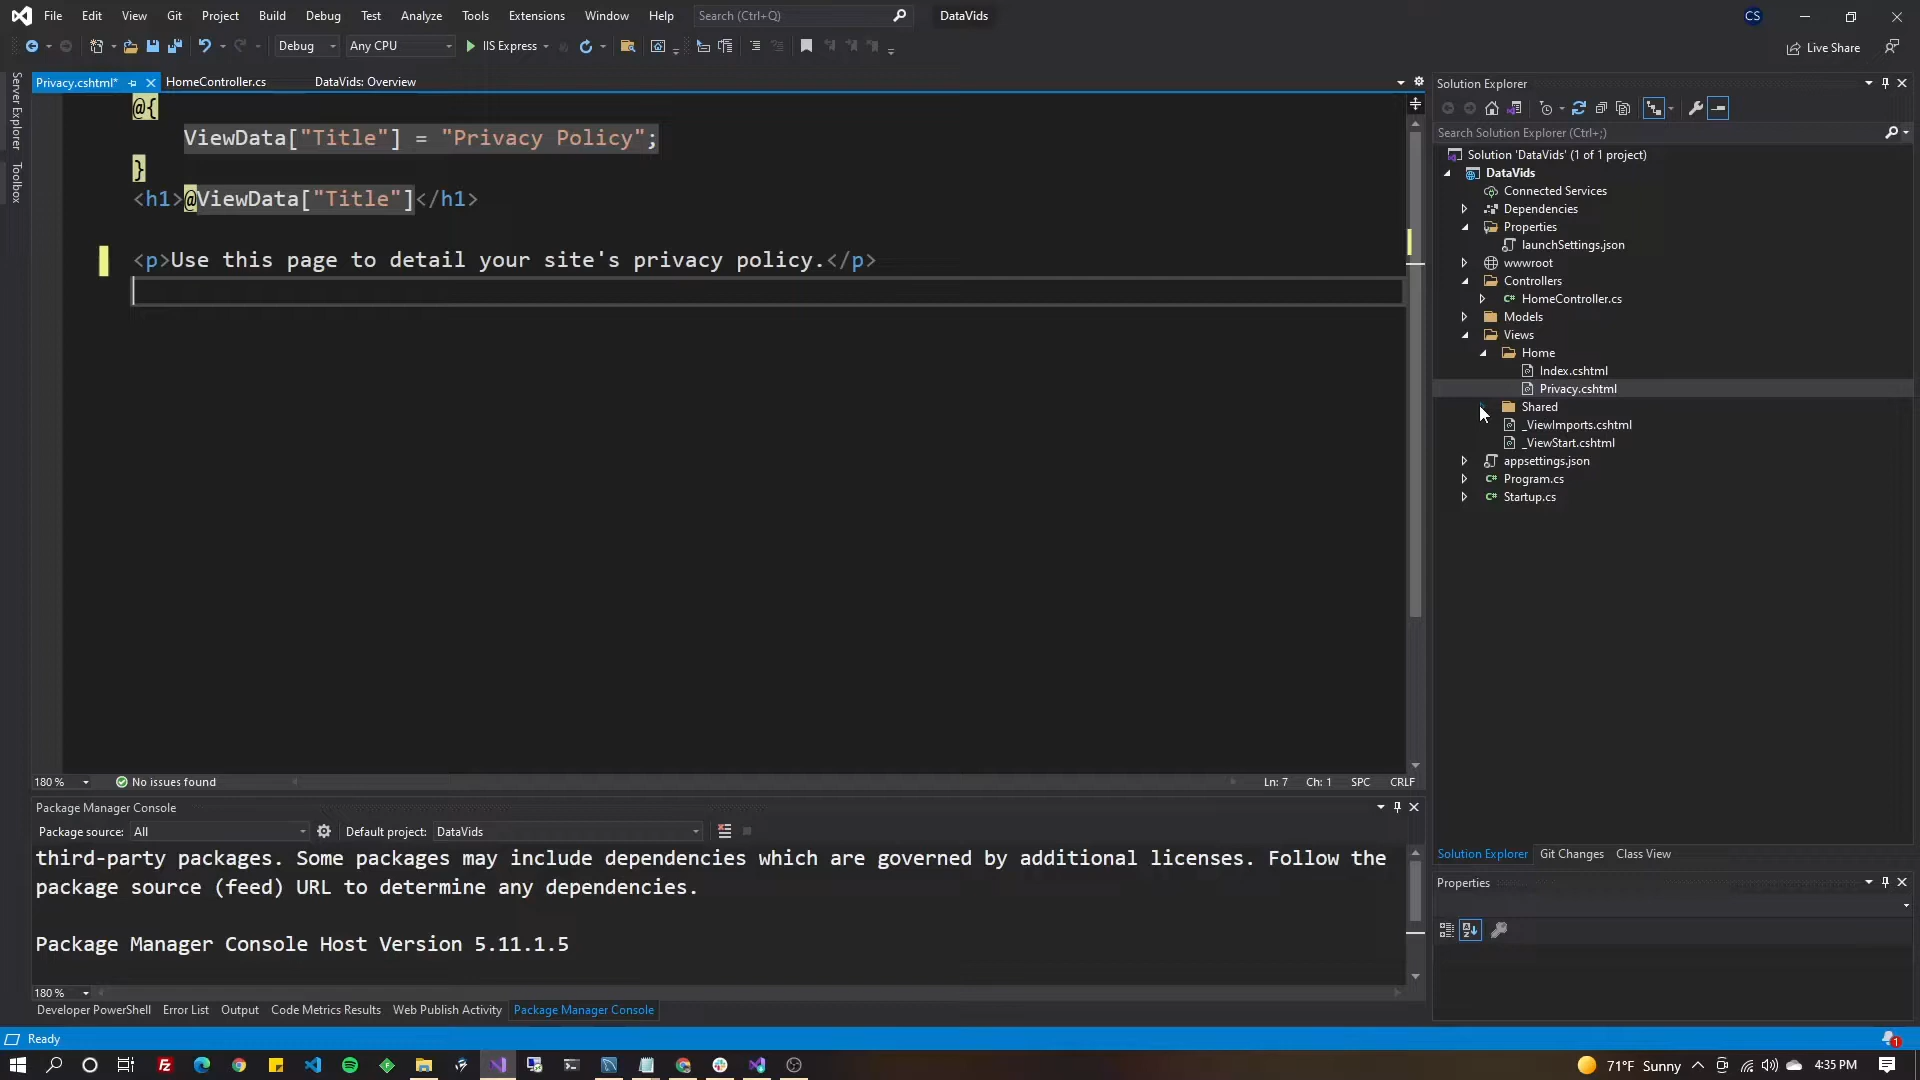 File Edit View Git Project Build Debug Test Analyze Tools Extensions Window Help Search (Ctrl+Q) DataVids CS
Debug Any CPU IIS Express Live Share
Server Explorer
Toolbox
Privacy.cshtml* HomeController.cs DataVids: Overview
@{
ViewData["Title"] = "Privacy Policy";
}
<h1>@ViewData["Title"]</h1>
<p>Use this page to detail your site's privacy policy.</p>
180 % No issues found Ln: 7 Ch: 1 SPC CRLF
Package Manager Console
Package source: All Default project: DataVids
third-party packages. Some packages may include dependencies which are governed by additional licenses. Follow the
package source (feed) URL to determine any dependencies.
Package Manager Console Host Version 5.11.1.5
180 %
Developer PowerShell Error List Output Code Metrics Results Web Publish Activity Package Manager Console
Solution Explorer
Search Solution Explorer (Ctrl+;)
Solution 'DataVids' (1 of 1 project)
DataVids
Connected Services
Dependencies
Properties
launchSettings.json
wwwroot
Controllers
C# HomeController.cs
Models
Views
Home
Index.cshtml
Privacy.cshtml
Shared
_ViewImports.cshtml
_ViewStart.cshtml
appsettings.json
C# Program.cs
C# Startup.cs
Solution Explorer Git Changes Class View
Properties
Ready 1
71°F Sunny 4:35 PM